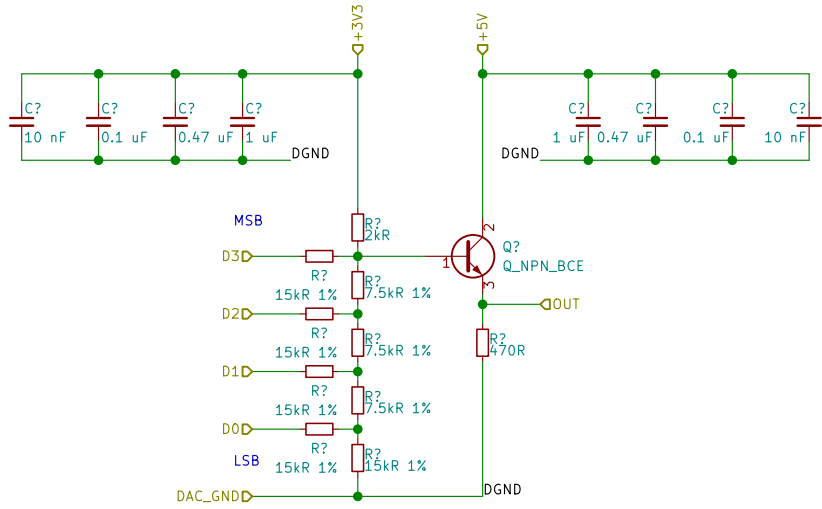 +3V3
+5V
C?
10 nF
C?
0.1 uF
C?
0.47 uF
C?
1 uF
DGND
C?
1 uF
C?
0.47 uF
C?
0.1 uF
C?
10 nF
DGND
MSB
R?
2kR
D3
R?
15kR 1%
1
2
3
Q?
Q_NPN_BCE
R?
7.5kR 1%
D2
R?
15kR 1%
OUT
R?
7.5kR 1%
R?
470R
D1
R?
15kR 1%
R?
7.5kR 1%
D0
R?
15kR 1%
LSB
R?
15kR 1%
DAC_GND
DGND